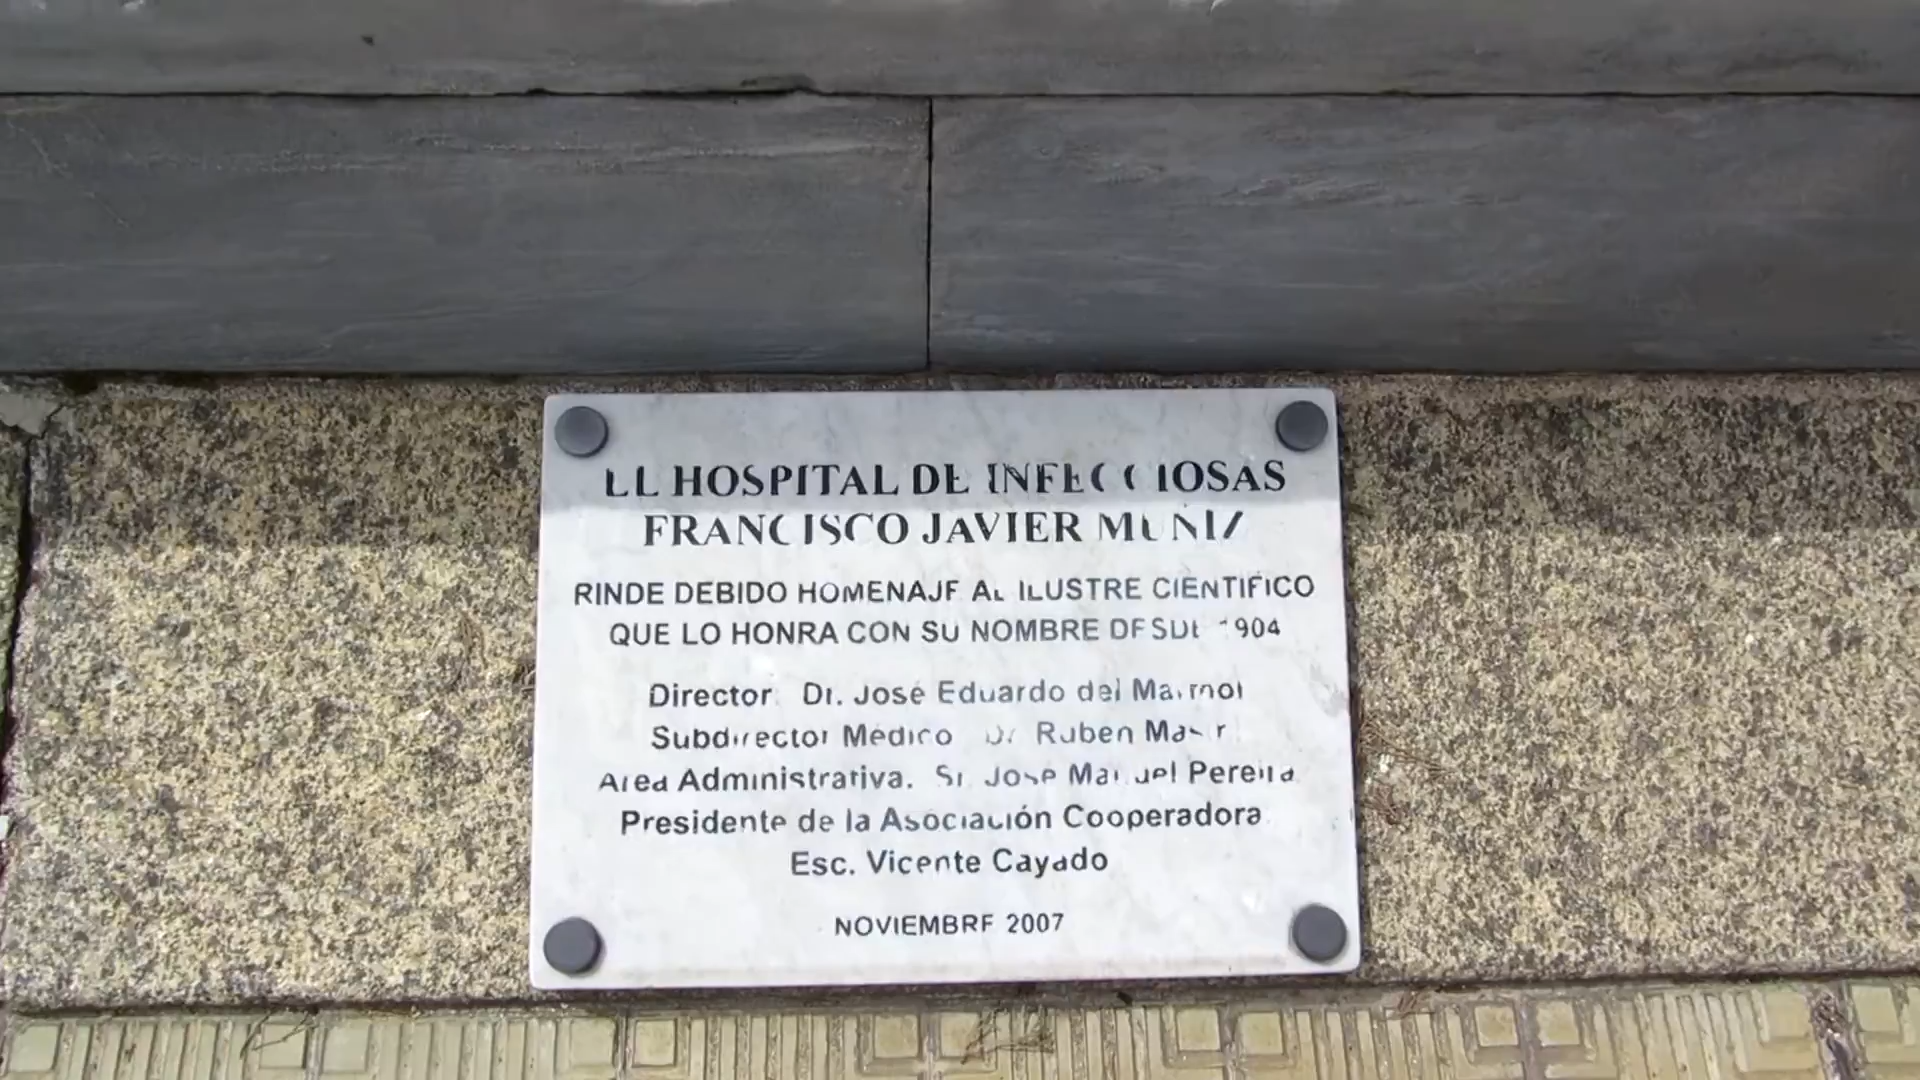 EL HOSPITAL DE INFECCIOSAS
FRANCISCO JAVIER MUÑIZ
RINDE DEBIDO HOMENAJE AL ILUSTRE CIENTIFICO
QUE LO HONRA CON SU NOMBRE DESDE 1904
Director: Dr. José Eduardo del Marmol
Subdirector Médico Dr Ruben
Area Administrativa. Sr. Jose Manuel Pereira
Presidente de la Asociación Cooperadora
Esc. Vicente Cayado
NOVIEMBRE 2007